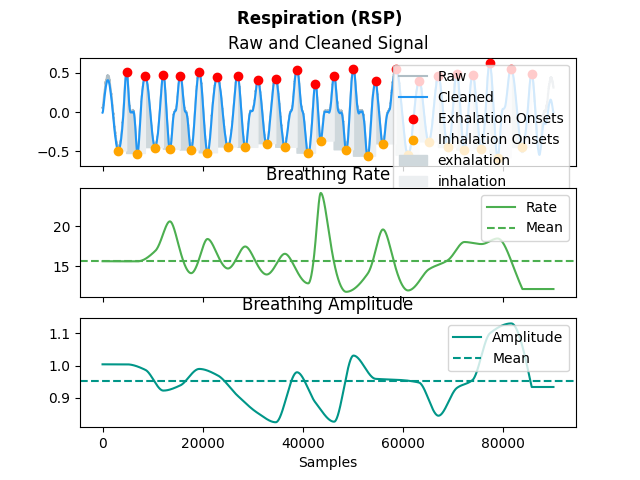 Respiration (RSP)
Raw and Cleaned Signal
0.5
0.0
−0.5
Raw
Cleaned
Exhalation Onsets
Inhalation Onsets
exhalation
inhalation
Breathing Rate
20
15
Rate
Mean
Breathing Amplitude
1.1
1.0
0.9
Amplitude
Mean
0
20000
40000
60000
80000
Samples